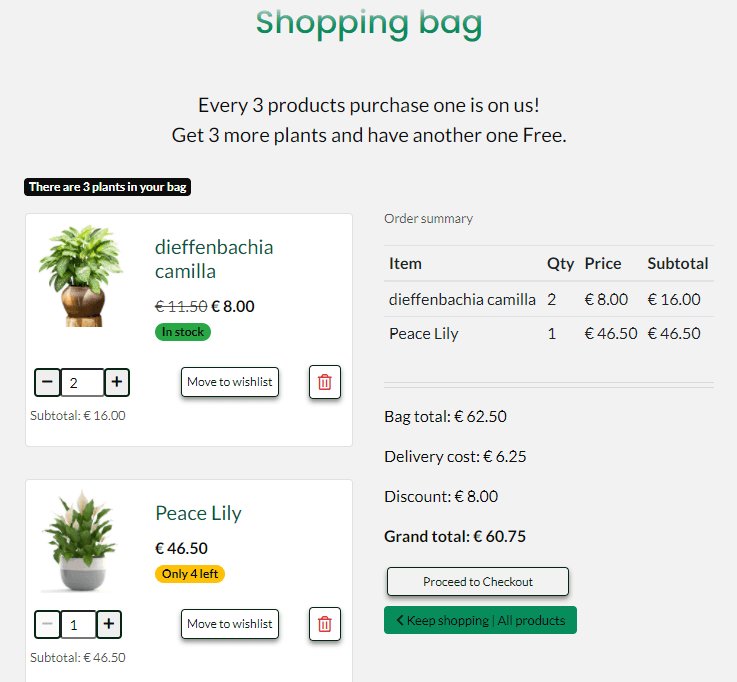 Shopping bag
Every 3 products purchase one is on us!
Get 3 more plants and have another one Free.
There are 3 plants in your bag
dieffenbachia
camilla
€ 11.50 € 8.00
In stock
− 2 +
Move to wishlist
Subtotal: € 16.00
Peace Lily
€ 46.50
Only 4 left
− 1 +
Move to wishlist
Subtotal: € 46.50
Order summary
Item Qty Price Subtotal
dieffenbachia camilla 2 € 8.00 € 16.00
Peace Lily 1 € 46.50 € 46.50
Bag total: € 62.50
Delivery cost: € 6.25
Discount: € 8.00
Grand total: € 60.75
Proceed to Checkout
Keep shopping | All products